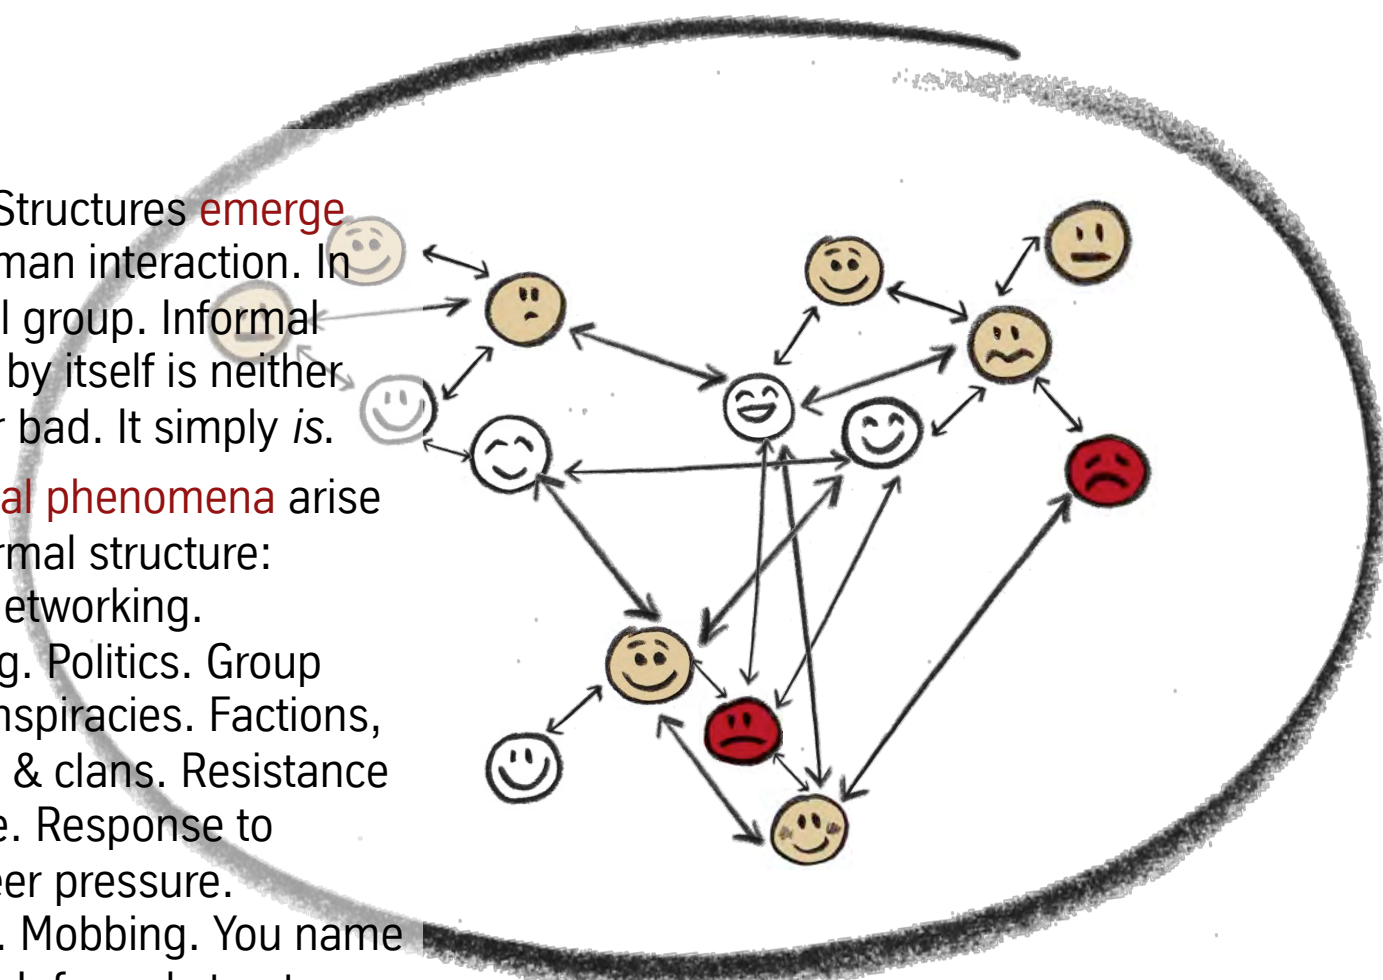 Structures emerge
man interaction. In
l group. Informal
by itself is neither
r bad. It simply is.
al phenomena arise
rmal structure:
etworking.
g. Politics. Group
nspiracies. Factions,
& clans. Resistance
e. Response to
eer pressure.
. Mobbing. You name